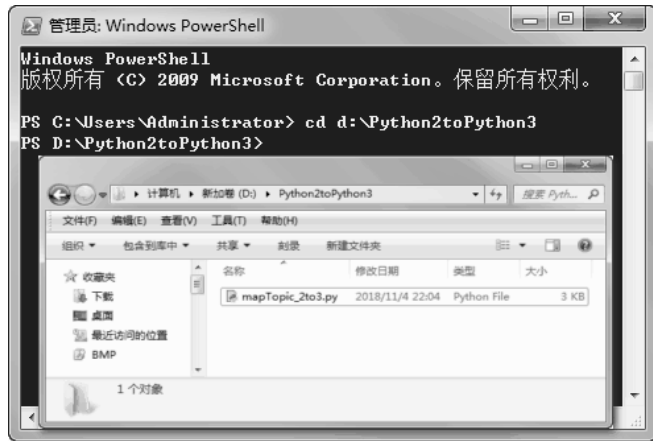 管理员: Windows PowerShell
Windows PowerShell
版权所有 (C) 2009 Microsoft Corporation。保留所有权利。
PS C:\Users\Administrator> cd d:\Python2toPython3
PS D:\Python2toPython3>
计算机 ▸ 新加卷 (D:) ▸ Python2toPython3
搜索 Pyth...
文件(F) 编辑(E) 查看(V) 工具(T) 帮助(H)
组织 包含到库中 共享 刻录 新建文件夹
收藏夹
下载
桌面
最近访问的位置
BMP
名称 修改日期 类型 大小
mapTopic_2to3.py 2018/11/4 22:04 Python File 3 KB
1 个对象